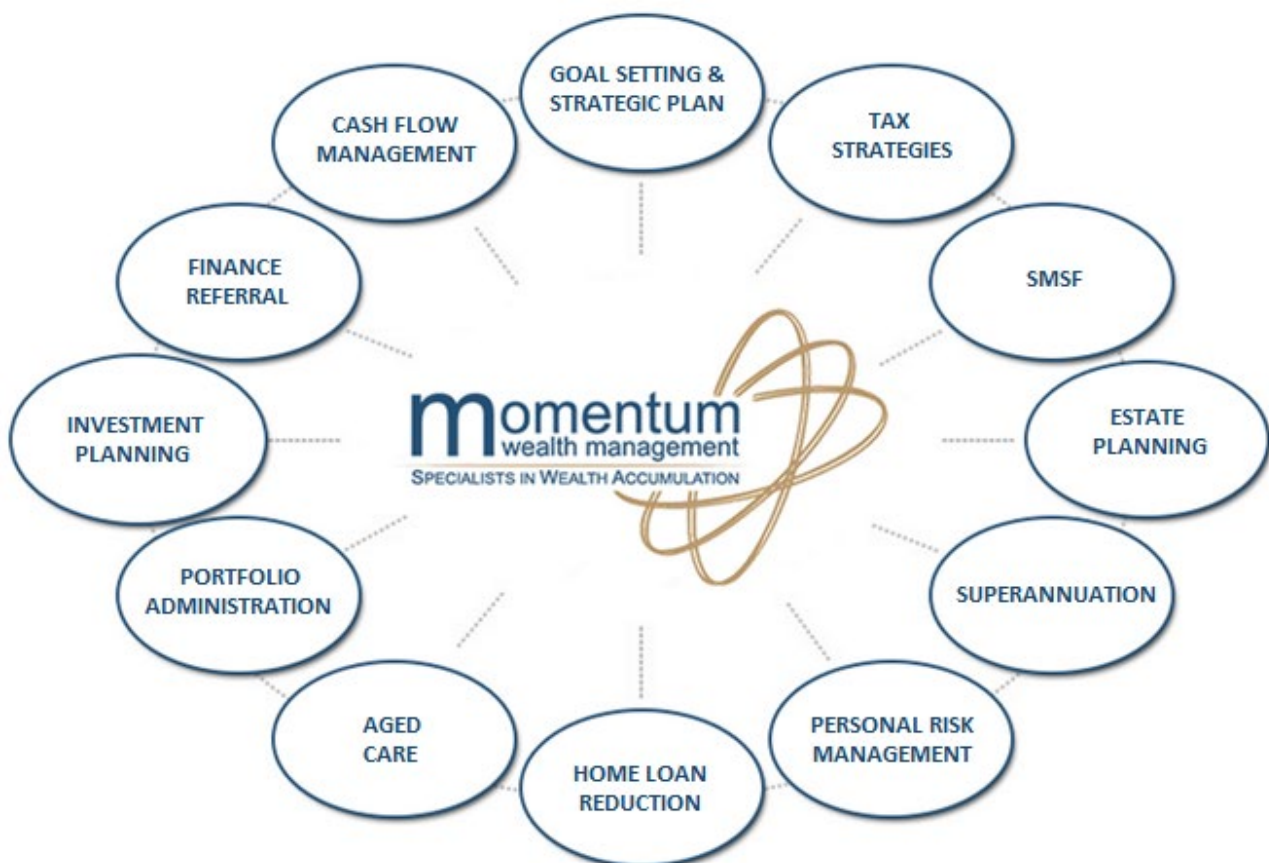 GOAL SETTING &
STRATEGIC PLAN
TAX
STRATEGIES
SMSF
ESTATE
PLANNING
SUPERANNUATION
PERSONAL RISK
MANAGEMENT
HOME LOAN
REDUCTION
AGED
CARE
PORTFOLIO
ADMINISTRATION
INVESTMENT
PLANNING
FINANCE
REFERRAL
CASH FLOW
MANAGEMENT
momentum
wealth management
SPECIALISTS IN WEALTH ACCUMULATION